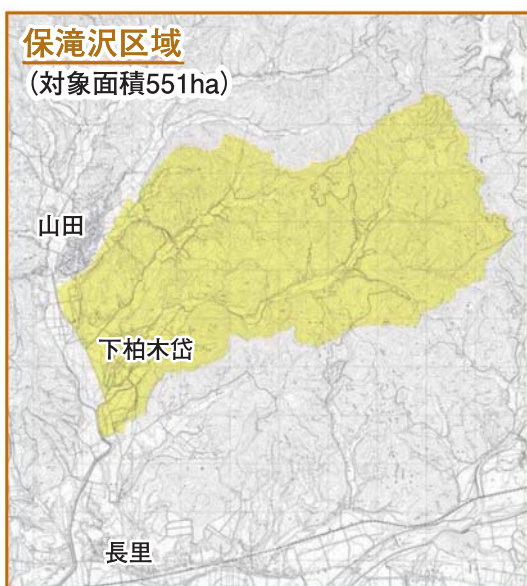 保滝沢区域
（対象面積551ha）
山田
下柏木岱
長里